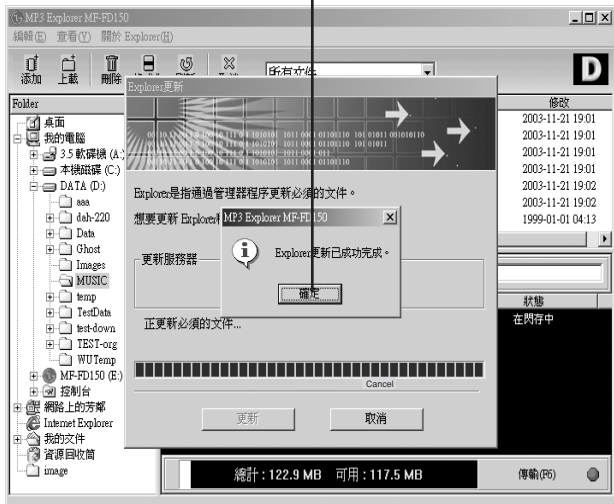 MP3 Explorer MF-FD150
編輯(E) 查看(V) 關於 Explorer(H)
添加 上載 刪除
所有文件
D
Explorer更新
Folder
修改
桌面
我的電腦
3.5 軟碟機 (A:)
本機磁碟 (C:)
DATA (D:)
aaa
dah-220
Data
Ghost
Images
MUSIC
temp
TestData
test-down
TEST-org
WUTemp
MF-FD150 (E:)
控制台
網路上的芳鄰
Internet Explorer
我的文件
資源回收筒
image
2003-11-21 19:01
2003-11-21 19:01
2003-11-21 19:01
2003-11-21 19:01
2003-11-21 19:02
2003-11-21 19:02
1999-01-01 04:13
Explorer是指通過管理器程序更新必須的文件。
想要更新 Explorer
MP3 Explorer MF-FD150
Explorer更新已成功完成。
確定
更新服務器
正更新必須的文件...
Cancel
更新 取消
狀態
在閃存中
總計:122.9 MB 可用:117.5 MB
傳輸(F6)